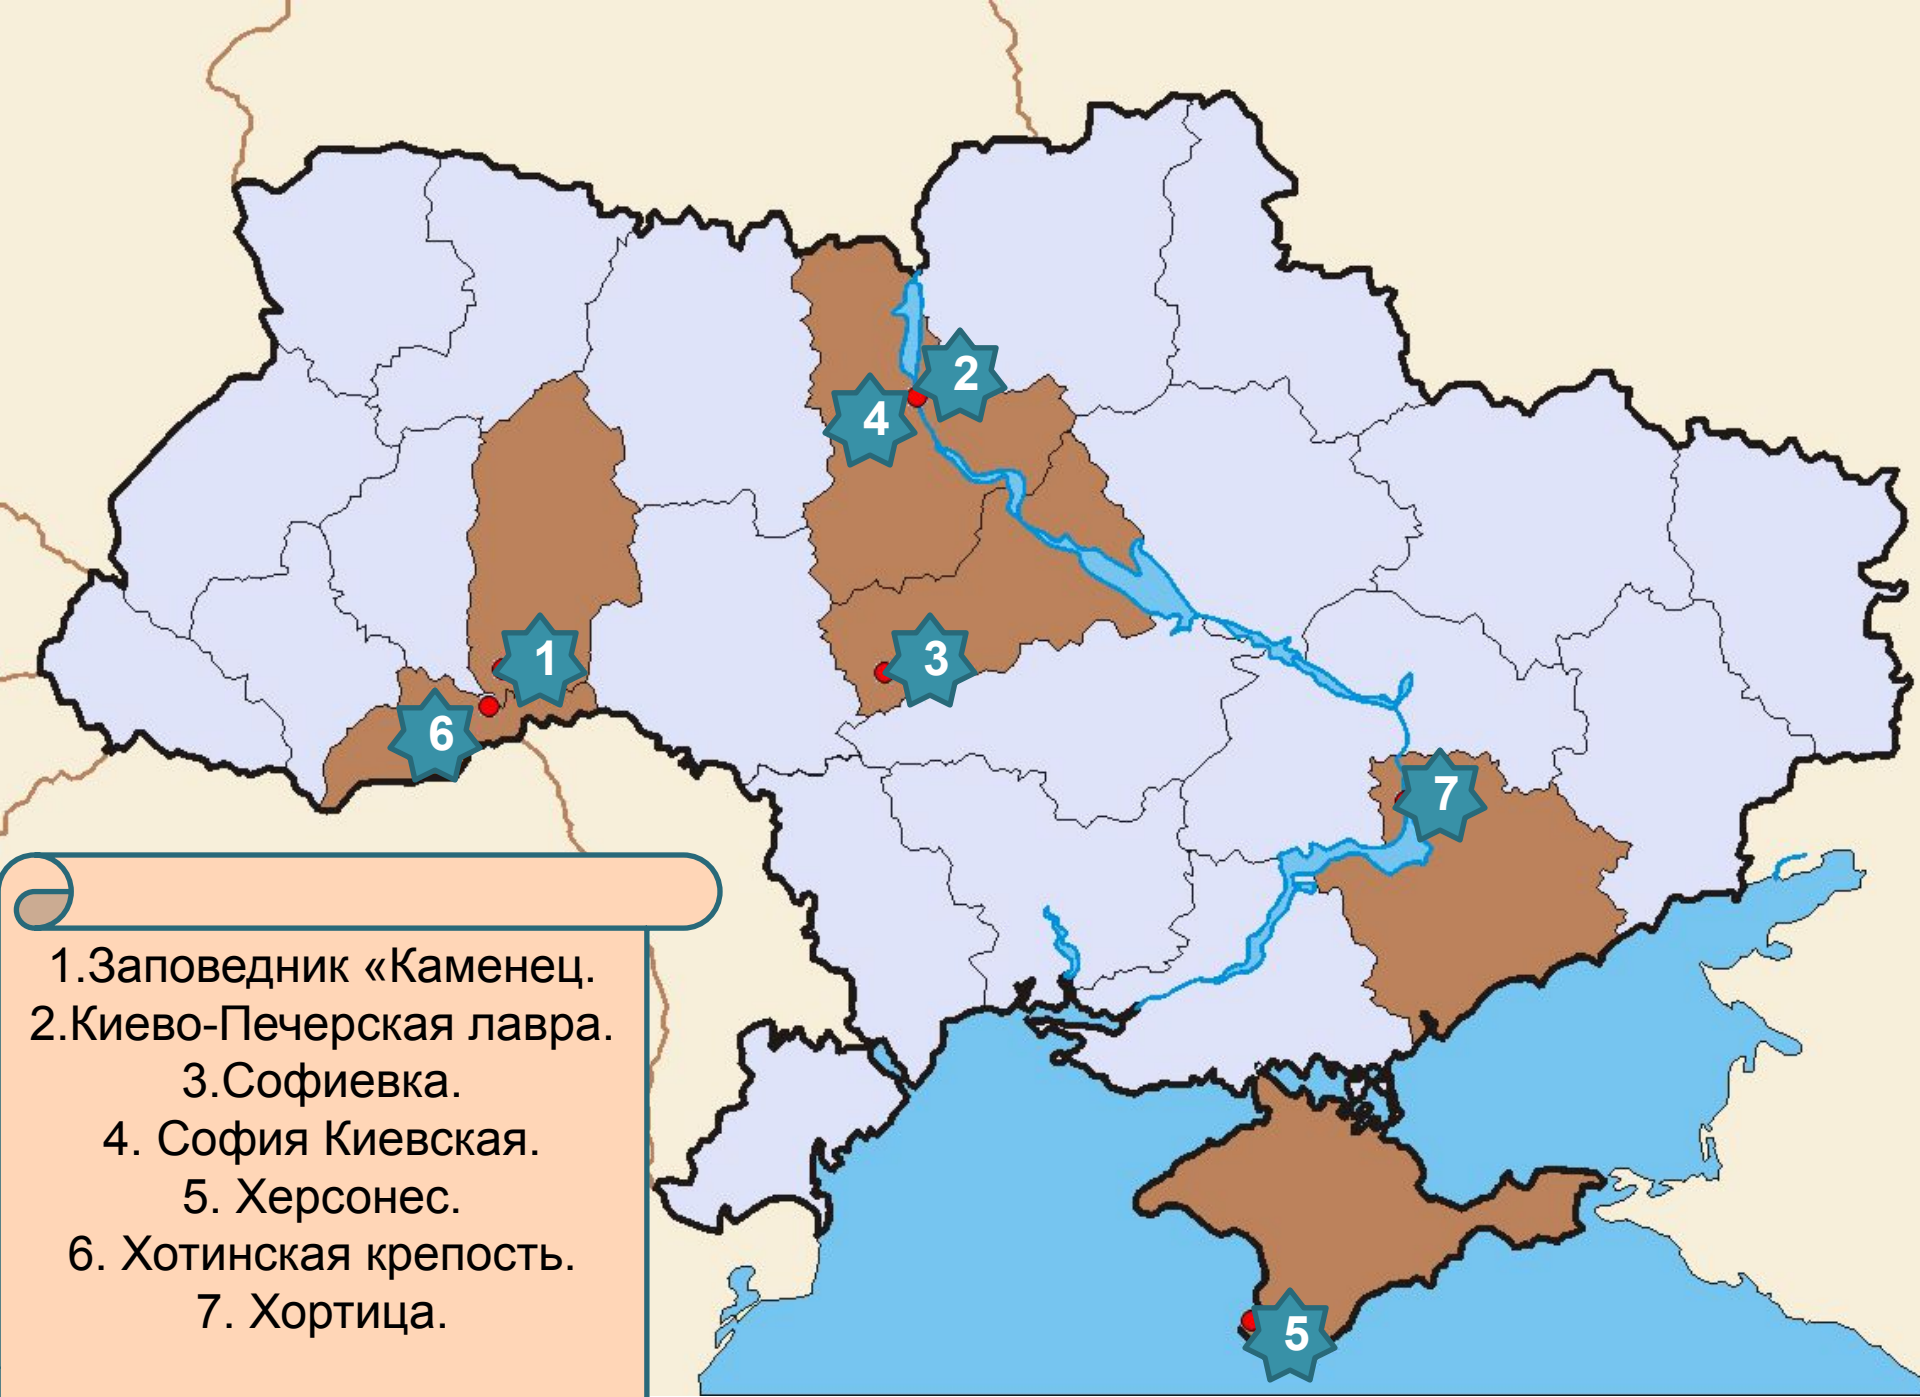 2
4
1
3
6
7
5
1.Заповедник «Каменец.
2.Киево-Печерская лавра.
3.Софиевка.
4. София Киевская.
5. Херсонес.
6. Хотинская крепость.
7. Хортица.